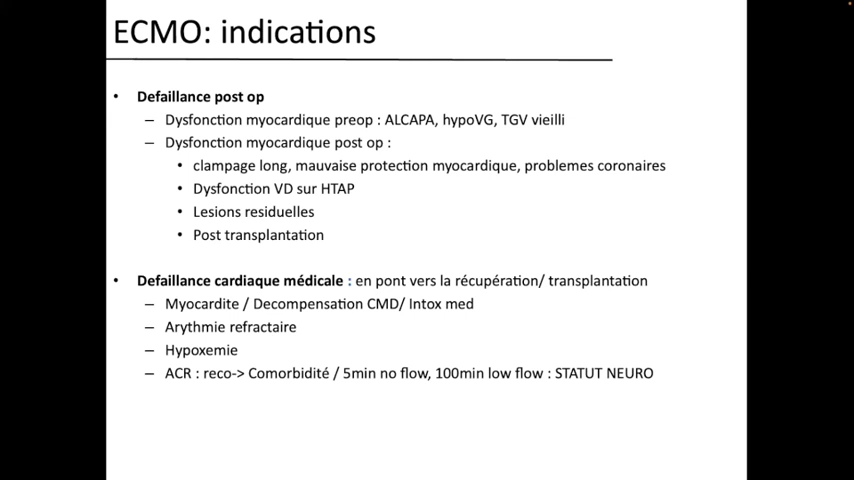 ECMO: indications
• Defaillance post op
– Dysfonction myocardique preop : ALCAPA, hypoVG, TGV vieilli
– Dysfonction myocardique post op :
• clampage long, mauvaise protection myocardique, problemes coronaires
• Dysfonction VD sur HTAP
• Lesions residuelles
• Post transplantation
• Defaillance cardiaque médicale : en pont vers la récupération/ transplantation
– Myocardite / Decompensation CMD/ Intox med
– Arythmie refractaire
– Hypoxemie
– ACR : reco-> Comorbidité / 5min no flow, 100min low flow : STATUT NEURO